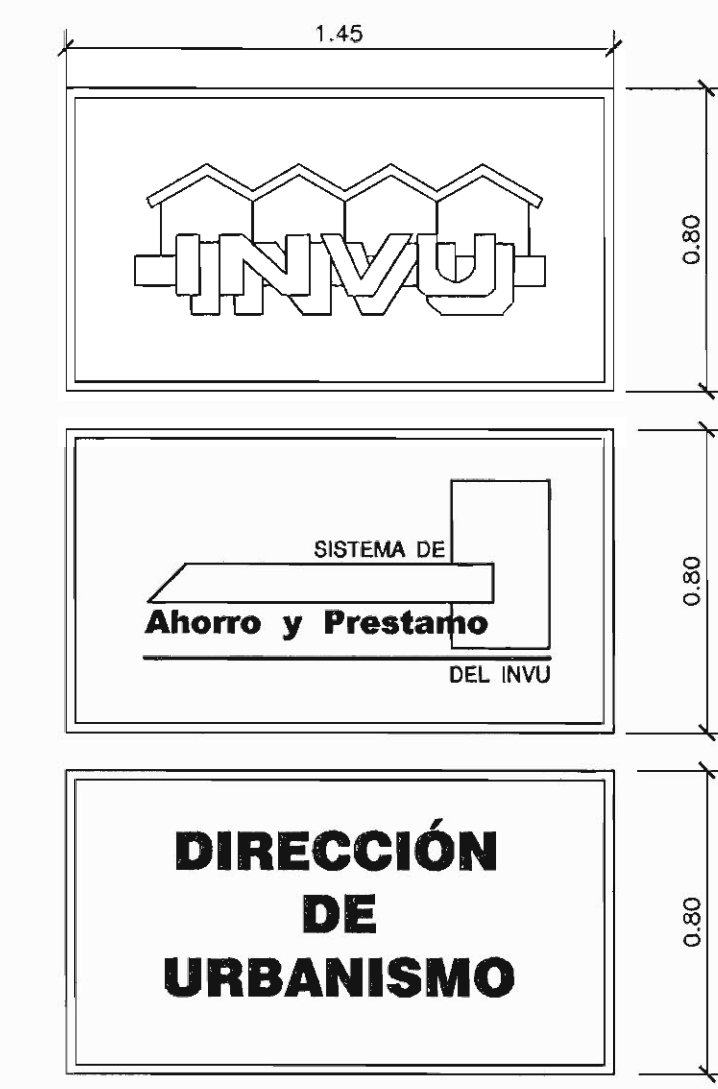 1.45
INVU
0.80
SISTEMA DE
Ahorro y Prestamo
DEL INVU
0.80
DIRECCIÓN
DE
URBANISMO
0.80